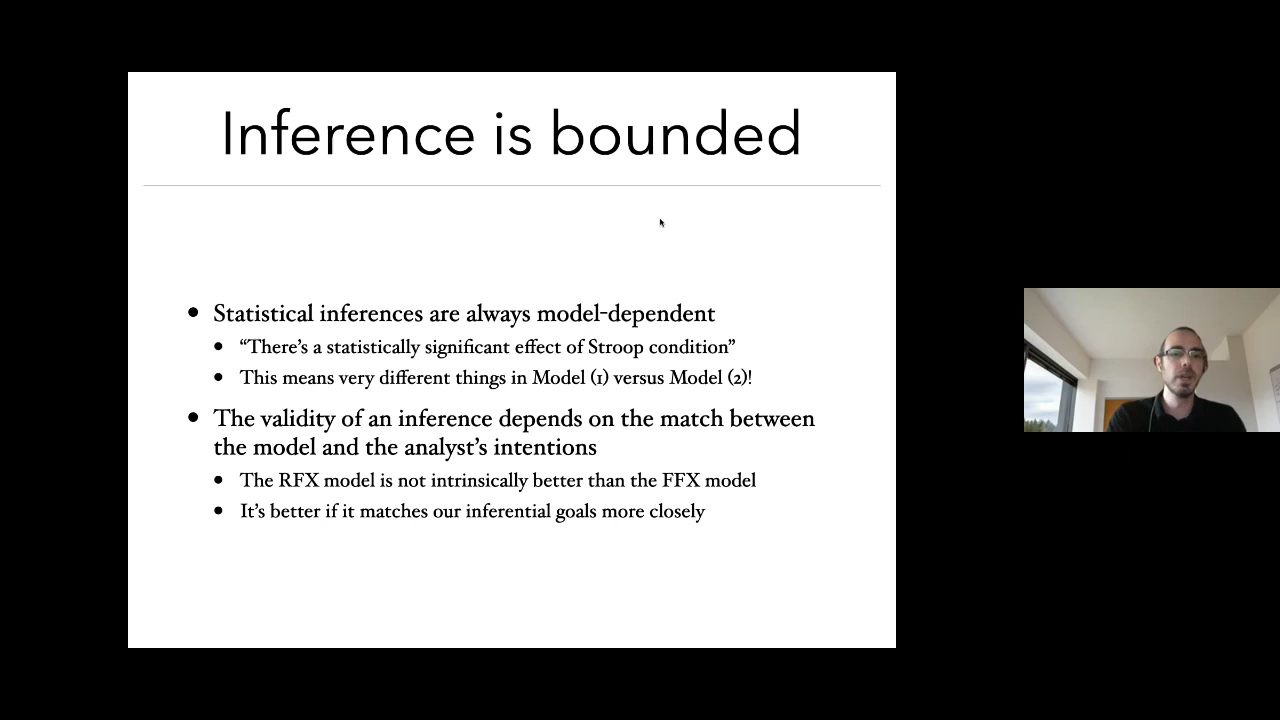 Inference is bounded
• Statistical inferences are always model-dependent
• “There’s a statistically significant effect of Stroop condition”
• This means very different things in Model (1) versus Model (2)!
• The validity of an inference depends on the match between
the model and the analyst’s intentions
• The RFX model is not intrinsically better than the FFX model
• It’s better if it matches our inferential goals more closely